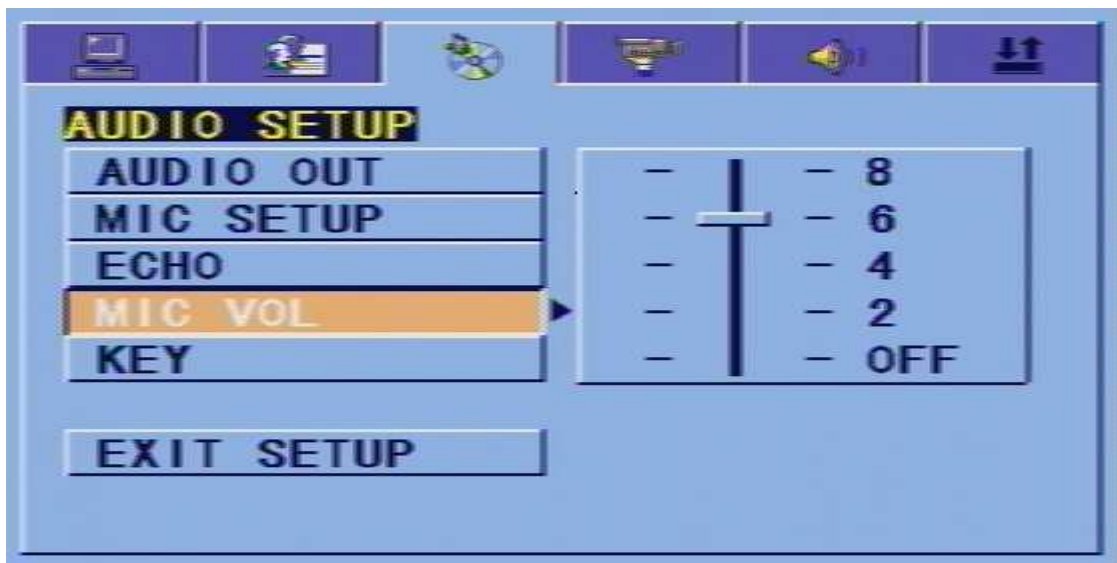 AUDIO SETUP
AUDIO OUT
MIC SETUP
ECHO
MIC VOL
KEY
EXIT SETUP
8
6
4
2
OFF